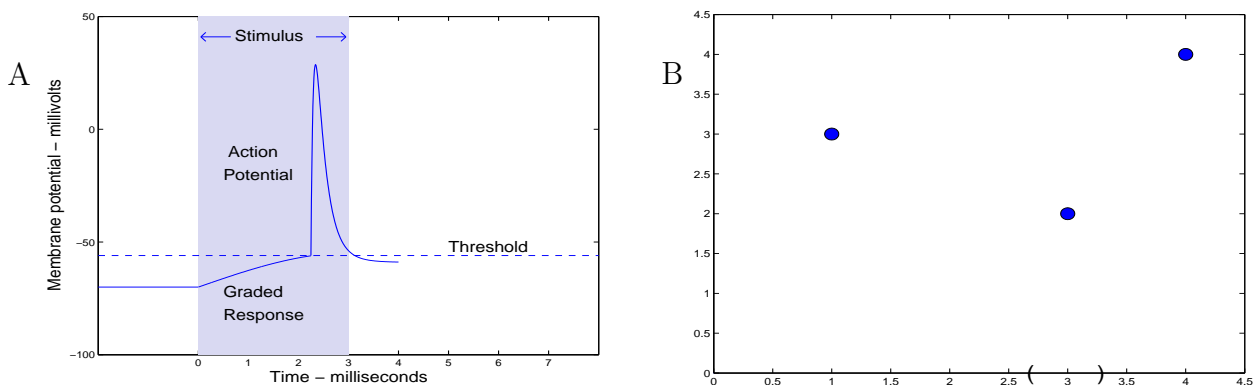 A
50
0
−50
−100
Membrane potential − millivolts
Stimulus
Action
Potential
Threshold
Graded
Response
0 1 2 3 4 5 6 7
Time − milliseconds
B
4.5
4
3.5
3
2.5
2
1.5
1
0.5
0
( )
0 0.5 1 1.5 2 2.5 3 3.5 4 4.5